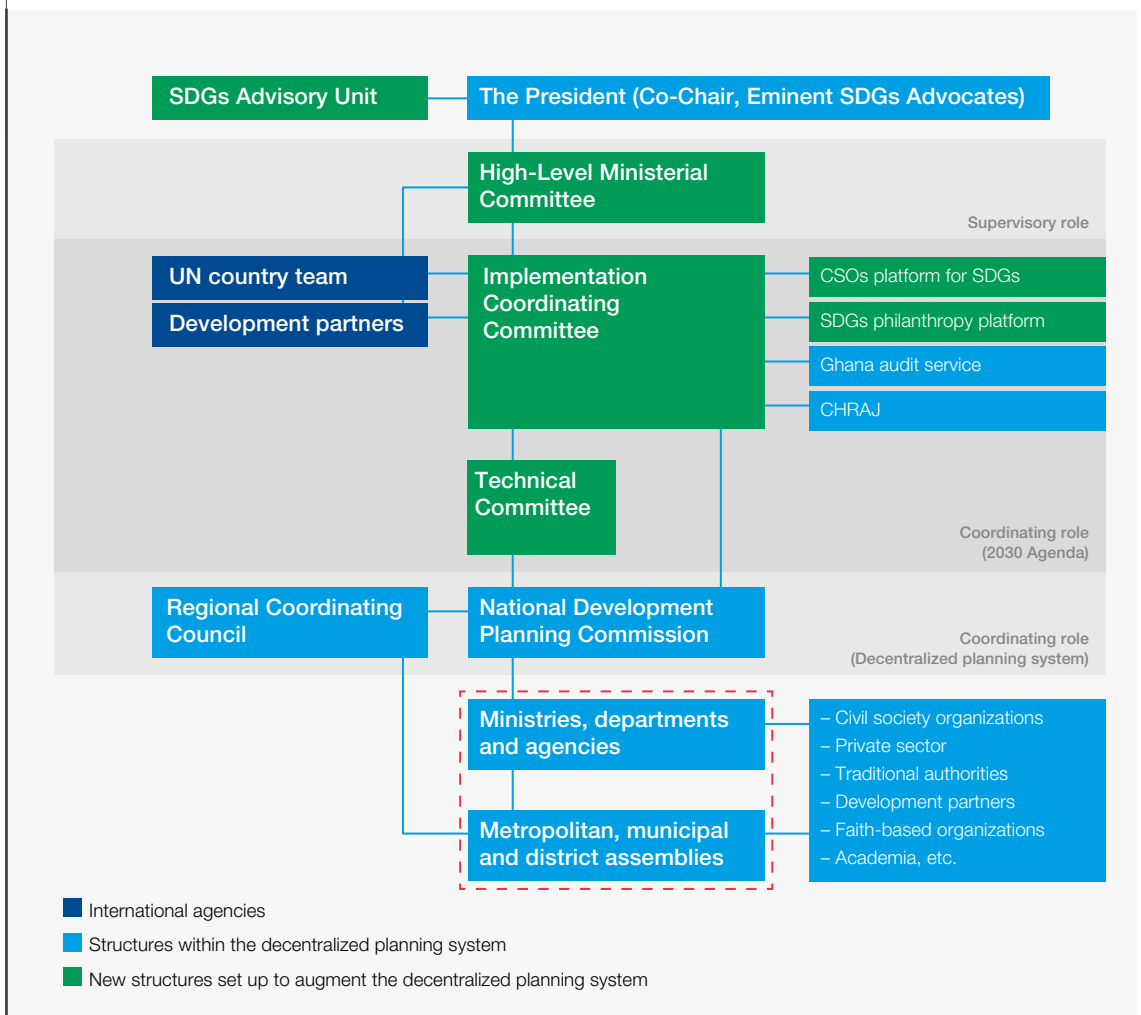 SDGs Advisory Unit
The President (Co-Chair, Eminent SDGs Advocates)
High-Level Ministerial
Committee
Supervisory role
UN country team
Development partners
Implementation
Coordinating
Committee
CSOs platform for SDGs
SDGs philanthropy platform
Ghana audit service
CHRAJ
Technical
Committee
Coordinating role
(2030 Agenda)
Regional Coordinating
Council
National Development
Planning Commission
Coordinating role
(Decentralized planning system)
Ministries, departments
and agencies
Metropolitan, municipal
and district assemblies
– Civil society organizations
– Private sector
– Traditional authorities
– Development partners
– Faith-based organizations
– Academia, etc.
International agencies
Structures within the decentralized planning system
New structures set up to augment the decentralized planning system